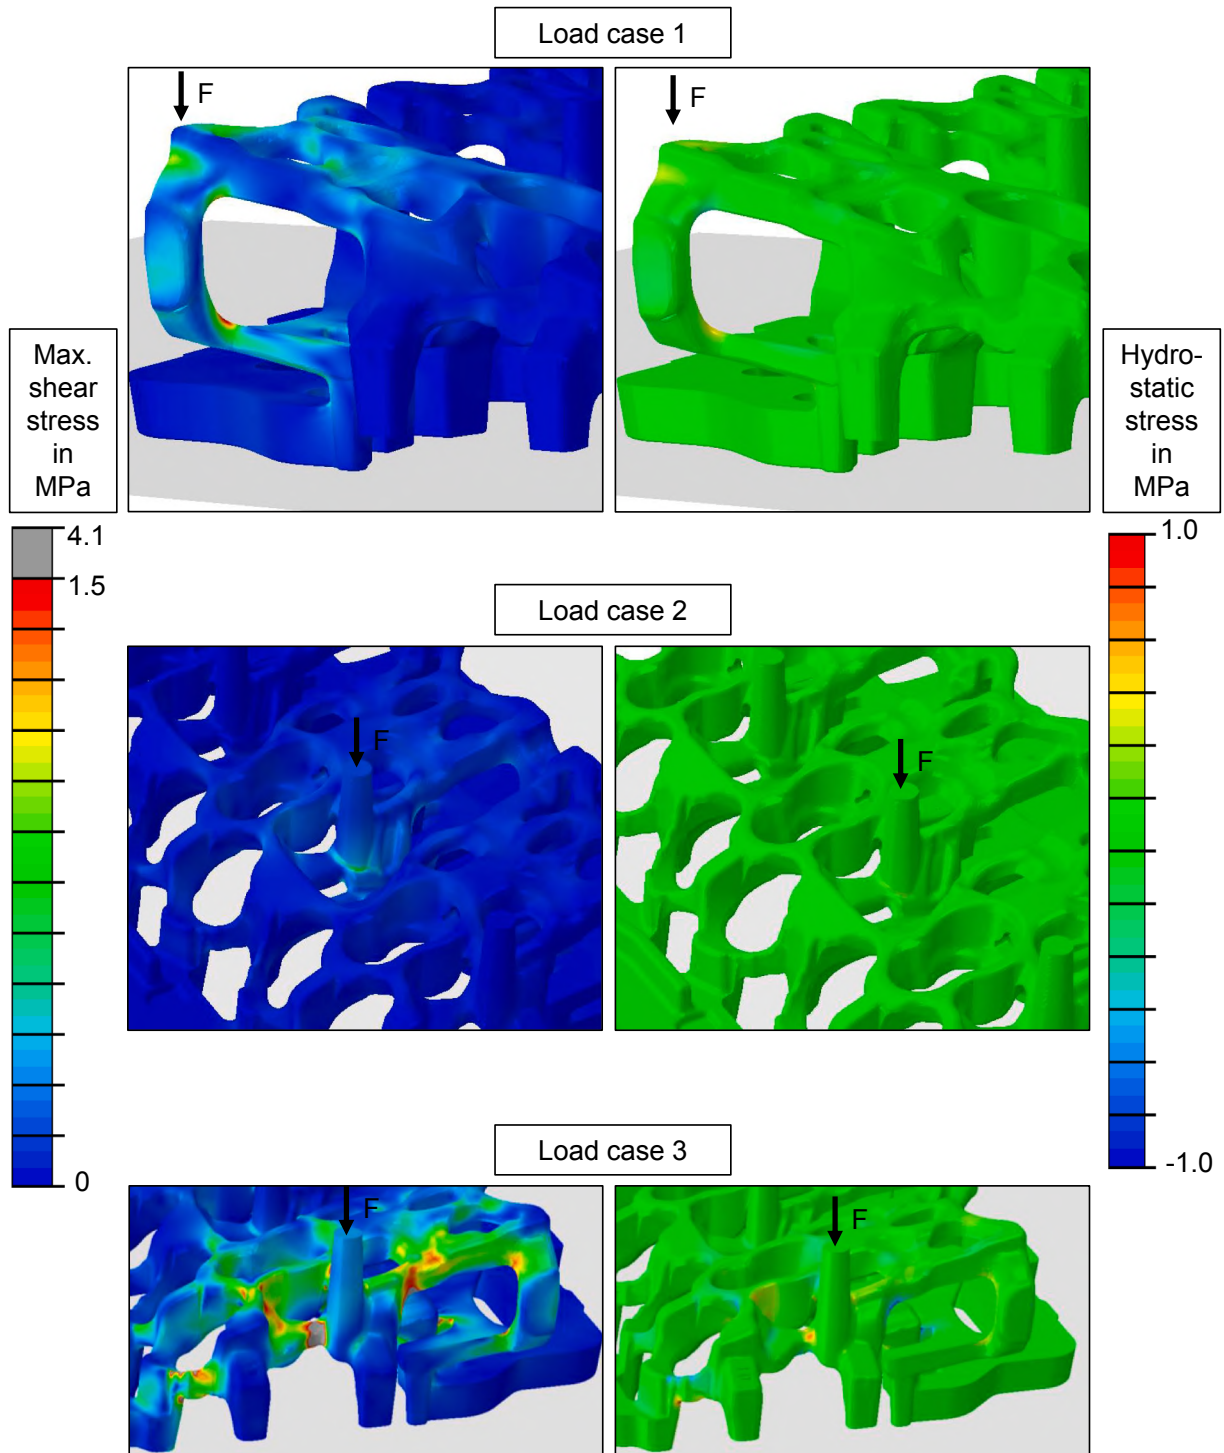 Load case 1
F
F
Max.
shear
stress
in
MPa
Hydro-
static
stress
in
MPa
4.1
1.5
0
1.0
-1.0
Load case 2
F
F
Load case 3
F
F